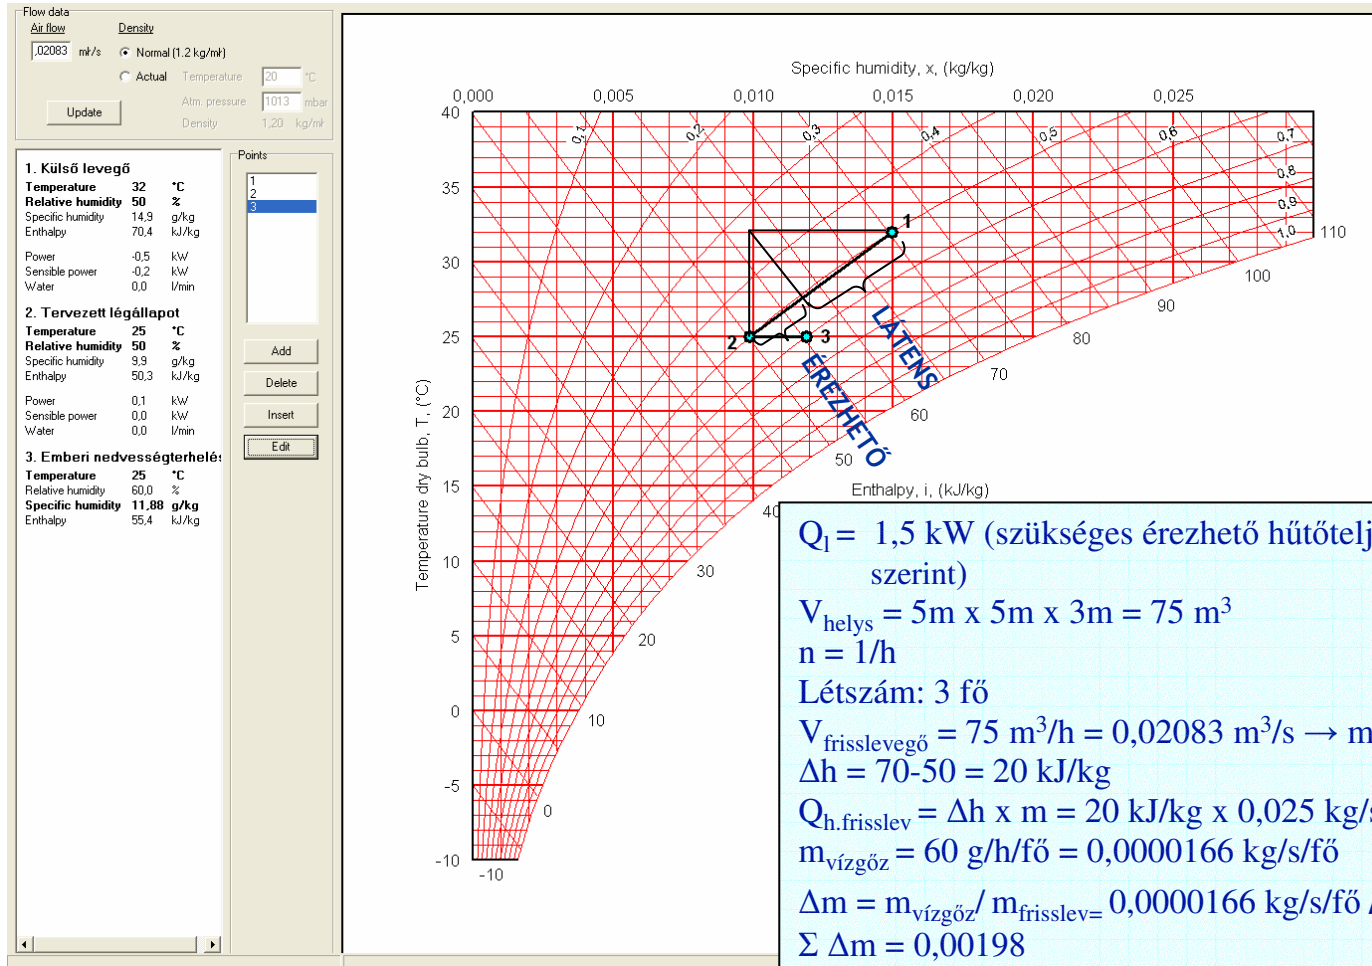 Flow data
Air flow Density
,02083 mł/s Normal (1.2 kg/mł)
Actual Temperature 20 °C
Atm. pressure 1013 mbar
Density 1,20 kg/mł
Update
1. Külső levegő
Temperature 32 °C
Relative humidity 50 %
Specific humidity 14,9 g/kg
Enthalpy 70,4 kJ/kg
Power -0,5 kW
Sensible power -0,2 kW
Water 0,0 l/min
2. Tervezett légállapot
Temperature 25 °C
Relative humidity 50 %
Specific humidity 9,9 g/kg
Enthalpy 50,3 kJ/kg
Power 0,1 kW
Sensible power 0,0 kW
Water 0,0 l/min
3. Emberi nedvességterhelés
Temperature 25 °C
Relative humidity 60,0 %
Specific humidity 11,88 g/kg
Enthalpy 55,4 kJ/kg
Points
1
2
3
Add
Delete
Insert
Edit
Specific humidity, x, (kg/kg)
0,000 0,005 0,010 0,015 0,020 0,025
40
35
30
25
20
15
10
5
0
-5
-10
Temperature dry bulb, T, (°C)
0,1 0,2 0,3 0,4 0,5 0,6 0,7
0,8
0,9
1,0
110
100
90
80
70
60
50
40
30
20
10
0
-10
1
2
3
LÁTENS
ÉREZHETŐ
Enthalpy, i, (kJ/kg)
Ql = 1,5 kW (szükséges érezhető hűtőtelj
szerint)
Vhelys = 5m x 5m x 3m = 75 m³
n = 1/h
Létszám: 3 fő
Vfrisslevegő = 75 m³/h = 0,02083 m³/s → m
Δh = 70-50 = 20 kJ/kg
Qh.frisslev = Δh x m = 20 kJ/kg x 0,025 kg/s
mvízgőz = 60 g/h/fő = 0,0000166 kg/s/fő
Δm = mvízgőz/ mfrisslev= 0,0000166 kg/s/fő /
Σ Δm = 0,00198